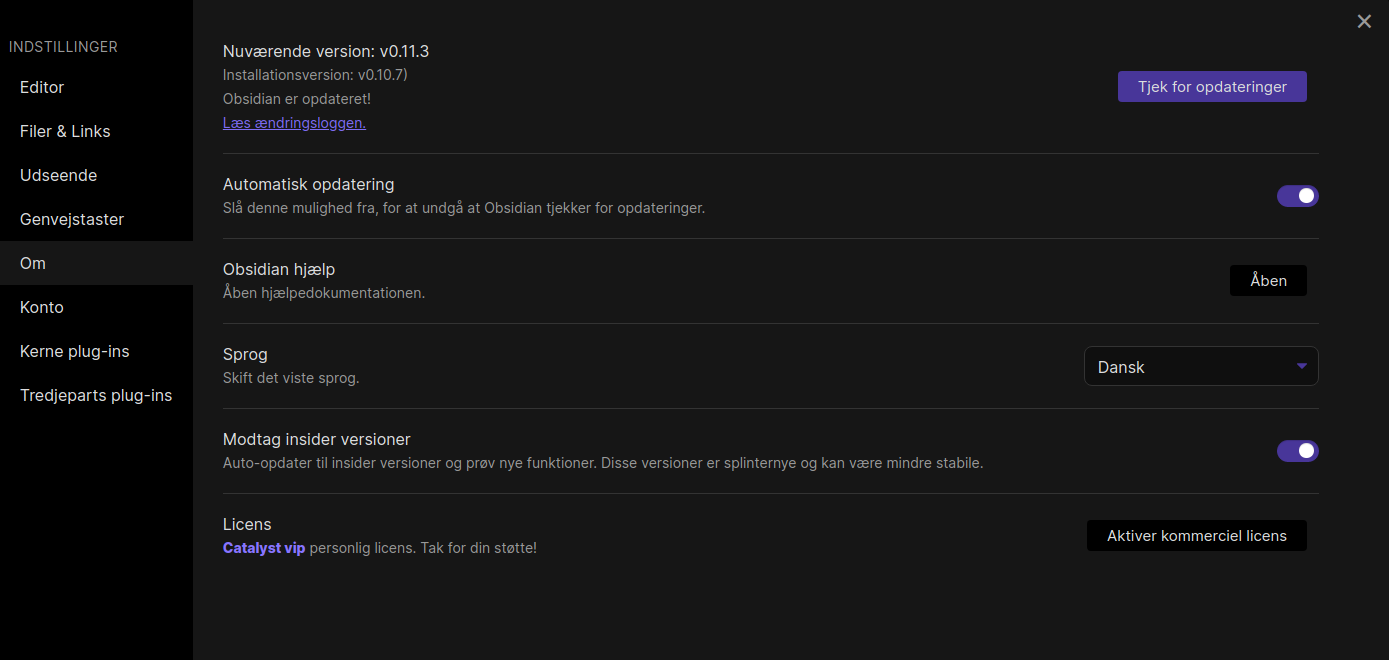 INDSTILLINGER
Editor
Filer & Links
Udseende
Genvejstaster
Om
Konto
Kerne plug-ins
Tredjeparts plug-ins
Nuværende version: v0.11.3
Installationsversion: v0.10.7)
Obsidian er opdateret!
Læs ændringsloggen.
Tjek for opdateringer
Automatisk opdatering
Slå denne mulighed fra, for at undgå at Obsidian tjekker for opdateringer.
Obsidian hjælp
Åben hjælpedokumentationen.
Åben
Sprog
Skift det viste sprog.
Dansk
Modtag insider versioner
Auto-opdater til insider versioner og prøv nye funktioner. Disse versioner er splinternye og kan være mindre stabile.
Licens
Catalyst vip personlig licens. Tak for din støtte!
Aktiver kommerciel licens